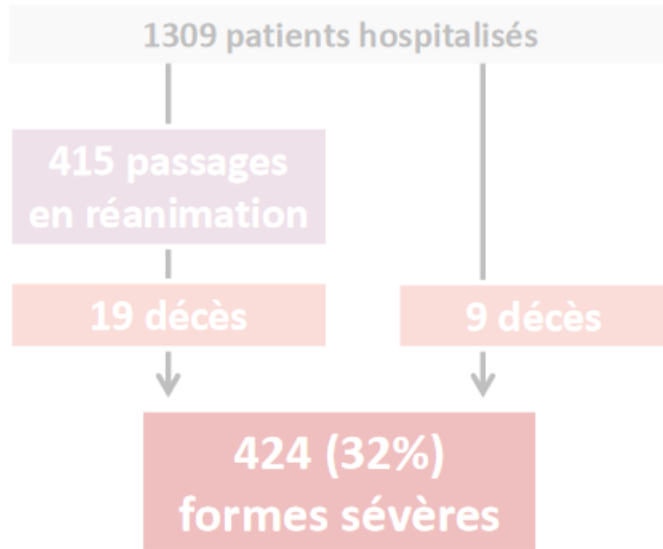 1309 patients hospitalisés
415 passages
en réanimation
19 décès
9 décès
424 (32%)
formes sévères